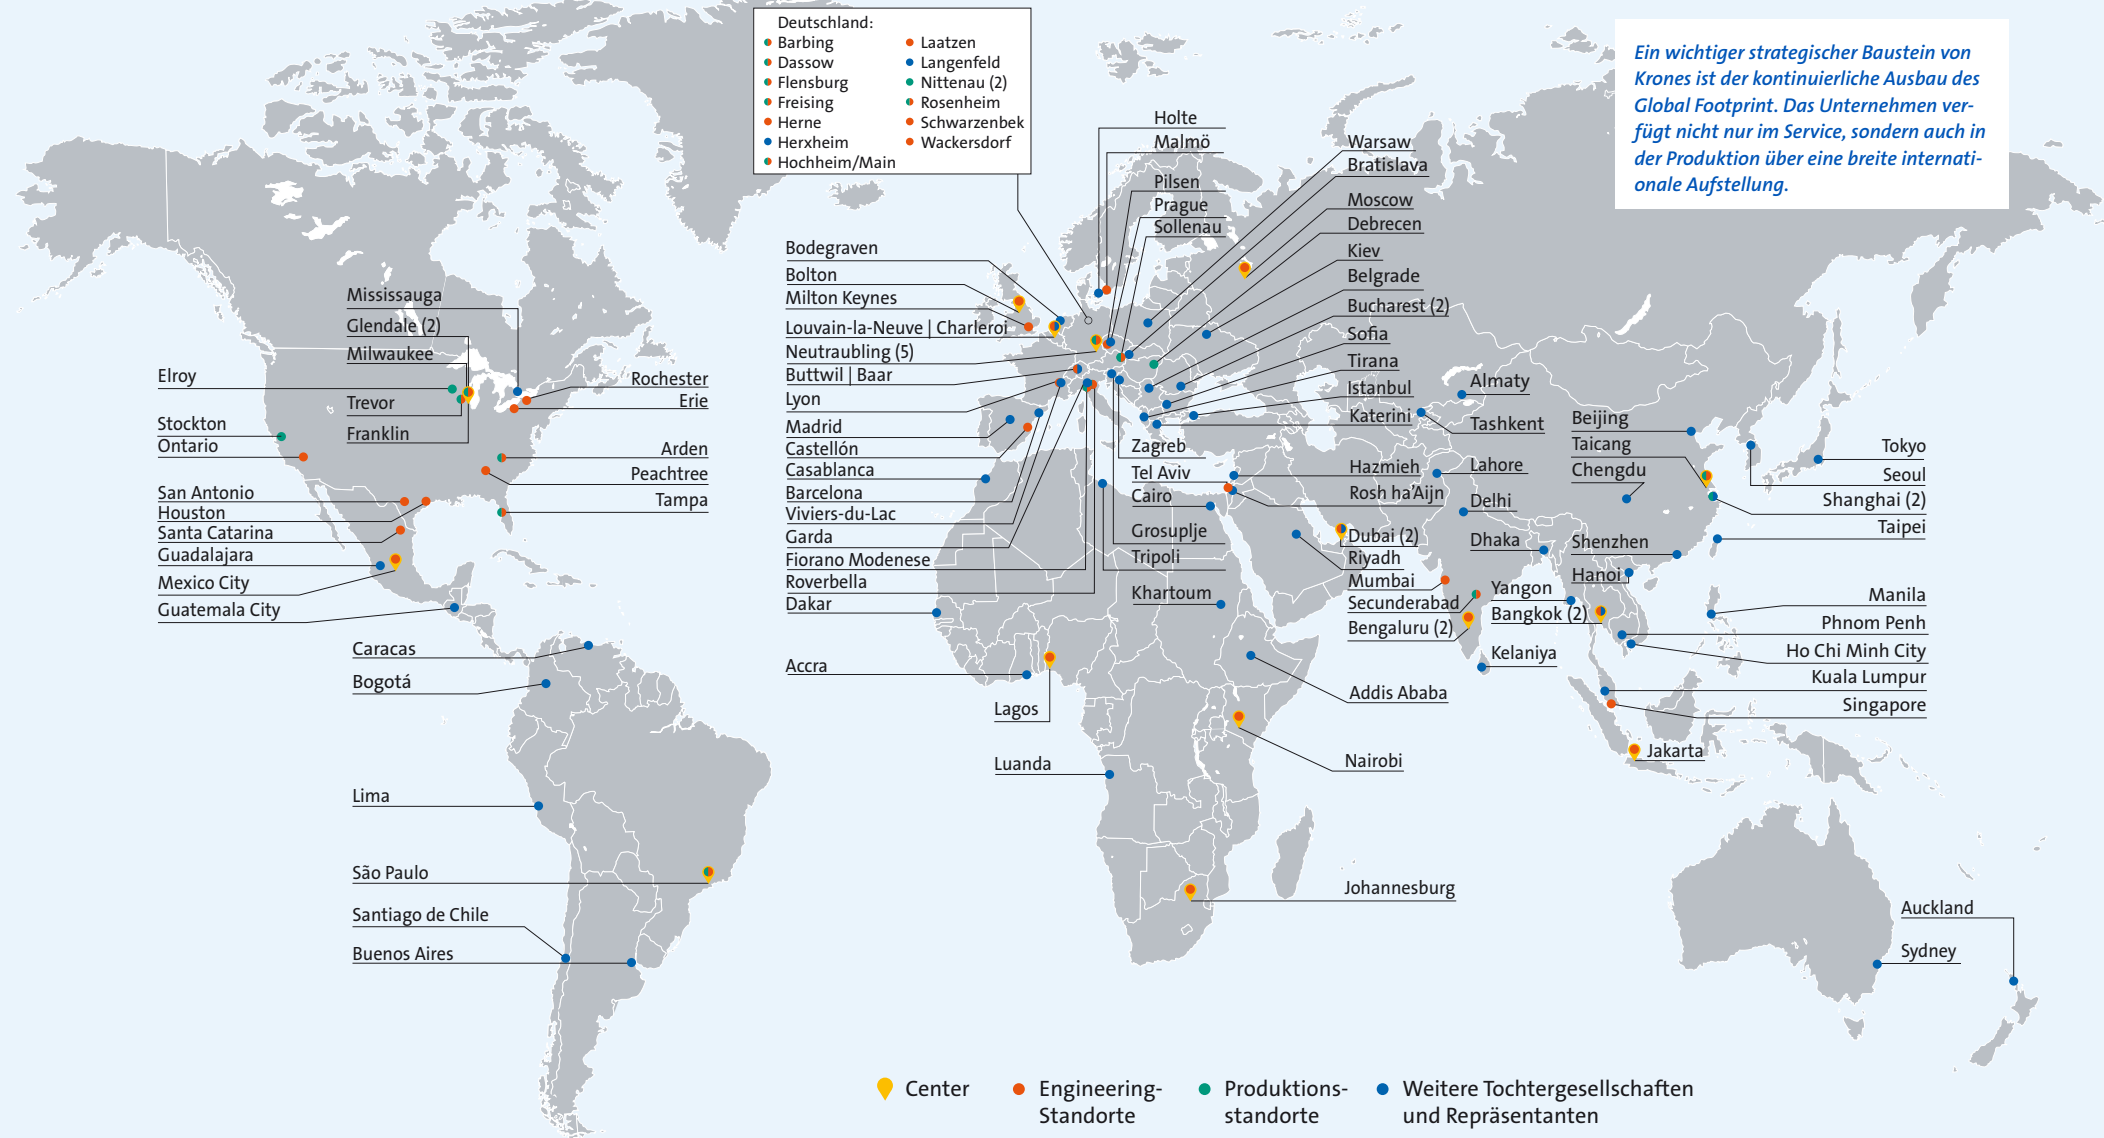 Deutschland:
Barbing
Dassow
Flensburg
Freising
Herne
Herxheim
Hochheim/Main
Laatzen
Langenfeld
Nittenau (2)
Rosenheim
Schwarzenbek
Wackersdorf
Ein wichtiger strategischer Baustein von
Krones ist der kontinuierliche Ausbau des
Global Footprint. Das Unternehmen ver-
fügt nicht nur im Service, sondern auch in
der Produktion über eine breite internati-
onale Aufstellung.
Mississauga
Glendale (2)
Milwaukee
Elroy
Trevor
Stockton
Franklin
Ontario
Rochester
Erie
Arden
Peachtree
Tampa
San Antonio
Houston
Santa Catarina
Guadalajara
Mexico City
Guatemala City
Caracas
Bogotá
Lima
São Paulo
Santiago de Chile
Buenos Aires
Bodegraven
Bolton
Milton Keynes
Louvain-la-Neuve | Charleroi
Neutraubling (5)
Buttwil | Baar
Lyon
Madrid
Castellón
Casablanca
Barcelona
Viviers-du-Lac
Garda
Fiorano Modenese
Roverbella
Dakar
Accra
Lagos
Luanda
Holte
Malmö
Pilsen
Prague
Sollenau
Warsaw
Bratislava
Moscow
Debrecen
Kiev
Belgrade
Bucharest (2)
Sofia
Tirana
Istanbul
Katerini
Zagreb
Tel Aviv
Cairo
Grosuplje
Tripoli
Khartoum
Hazmieh
Rosh ha'Aijn
Dubai (2)
Riyadh
Mumbai
Secunderabad
Bengaluru (2)
Addis Ababa
Nairobi
Johannesburg
Almaty
Tashkent
Lahore
Delhi
Dhaka
Yangon
Bangkok (2)
Kelaniya
Beijing
Taicang
Chengdu
Shenzhen
Hanoi
Jakarta
Tokyo
Seoul
Shanghai (2)
Taipei
Manila
Phnom Penh
Ho Chi Minh City
Kuala Lumpur
Singapore
Auckland
Sydney
Center
Engineering-
Standorte
Produktions-
standorte
Weitere Tochtergesellschaften
und Repräsentanten